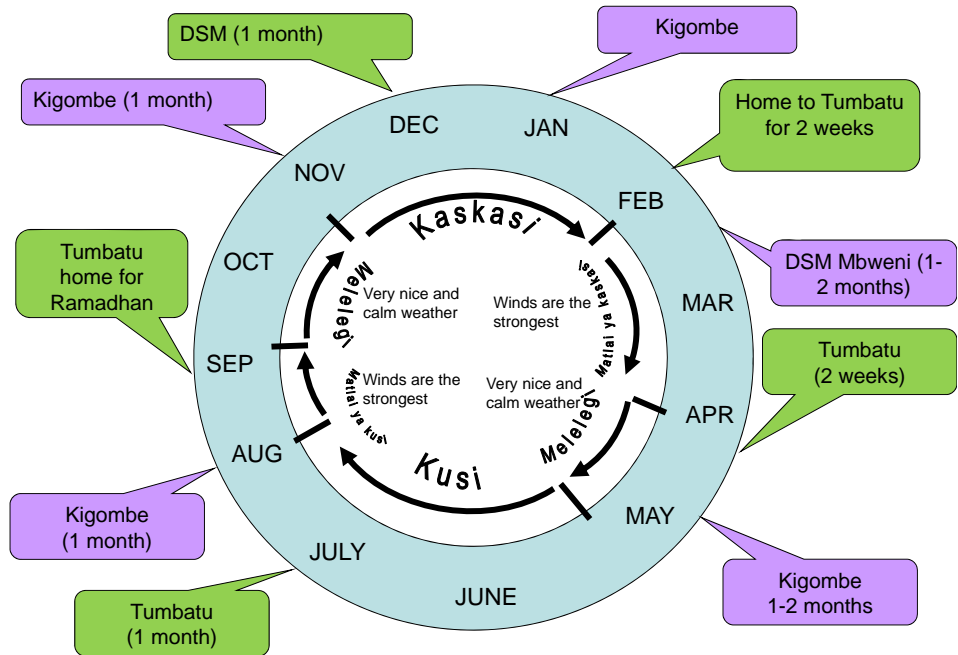 DSM (1 month)
Kigombe
Kigombe (1 month)
Home to Tumbatu
for 2 weeks
DEC
JAN
NOV
FEB
Kaskasi
Tumbatu
home for
Ramadhan
OCT
Melelegi
Very nice and
calm weather
Winds are the
strongest
Matlai ya kaskasi
MAR
DSM Mbweni (1-
2 months)
SEP
Matlai ya kusi
Winds are the
strongest
Very nice and
calm weather
Melelegi
APR
Tumbatu
(2 weeks)
AUG
Kusi
MAY
Kigombe
(1 month)
JULY
JUNE
Kigombe
1-2 months
Tumbatu
(1 month)